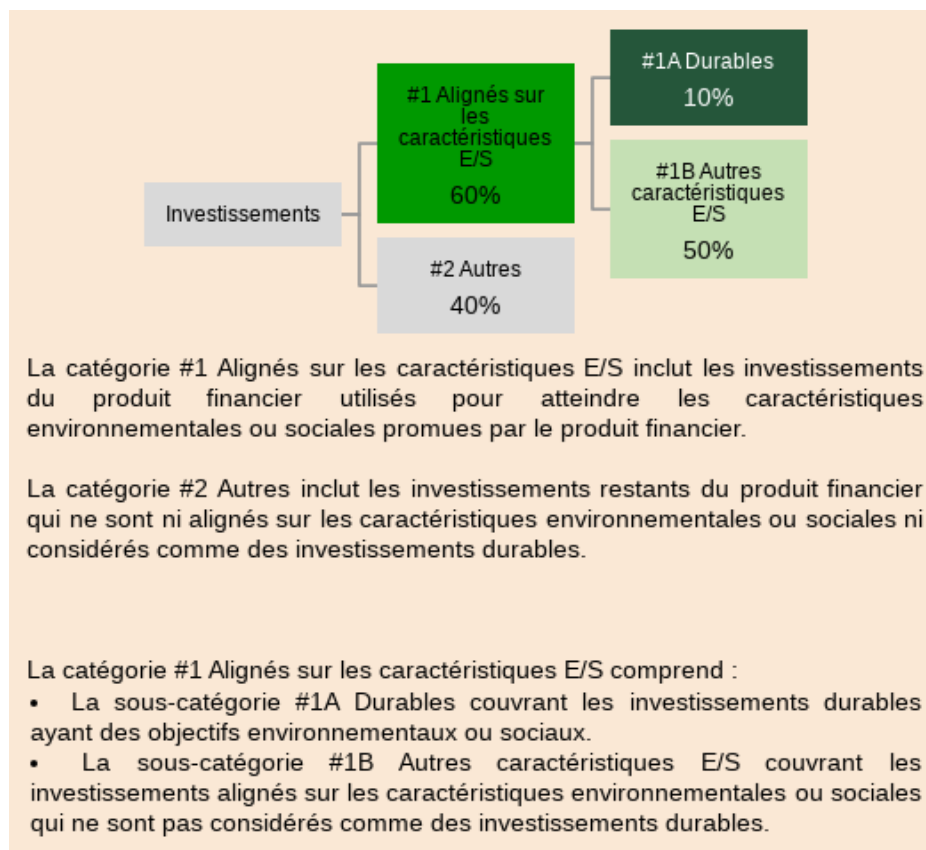 #1A Durables
10%
#1 Alignés sur
les
caractéristiques
E/S
60%
#1B Autres
caractéristiques
E/S
50%
Investissements
#2 Autres
40%
La catégorie #1 Alignés sur les caractéristiques E/S inclut les investissements
du produit financier utilisés pour atteindre les caractéristiques
environnementales ou sociales promues par le produit financier.
La catégorie #2 Autres inclut les investissements restants du produit financier
qui ne sont ni alignés sur les caractéristiques environnementales ou sociales ni
considérés comme des investissements durables.
La catégorie #1 Alignés sur les caractéristiques E/S comprend :
• La sous-catégorie #1A Durables couvrant les investissements durables
ayant des objectifs environnementaux ou sociaux.
• La sous-catégorie #1B Autres caractéristiques E/S couvrant les
investissements alignés sur les caractéristiques environnementales ou sociales
qui ne sont pas considérés comme des investissements durables.